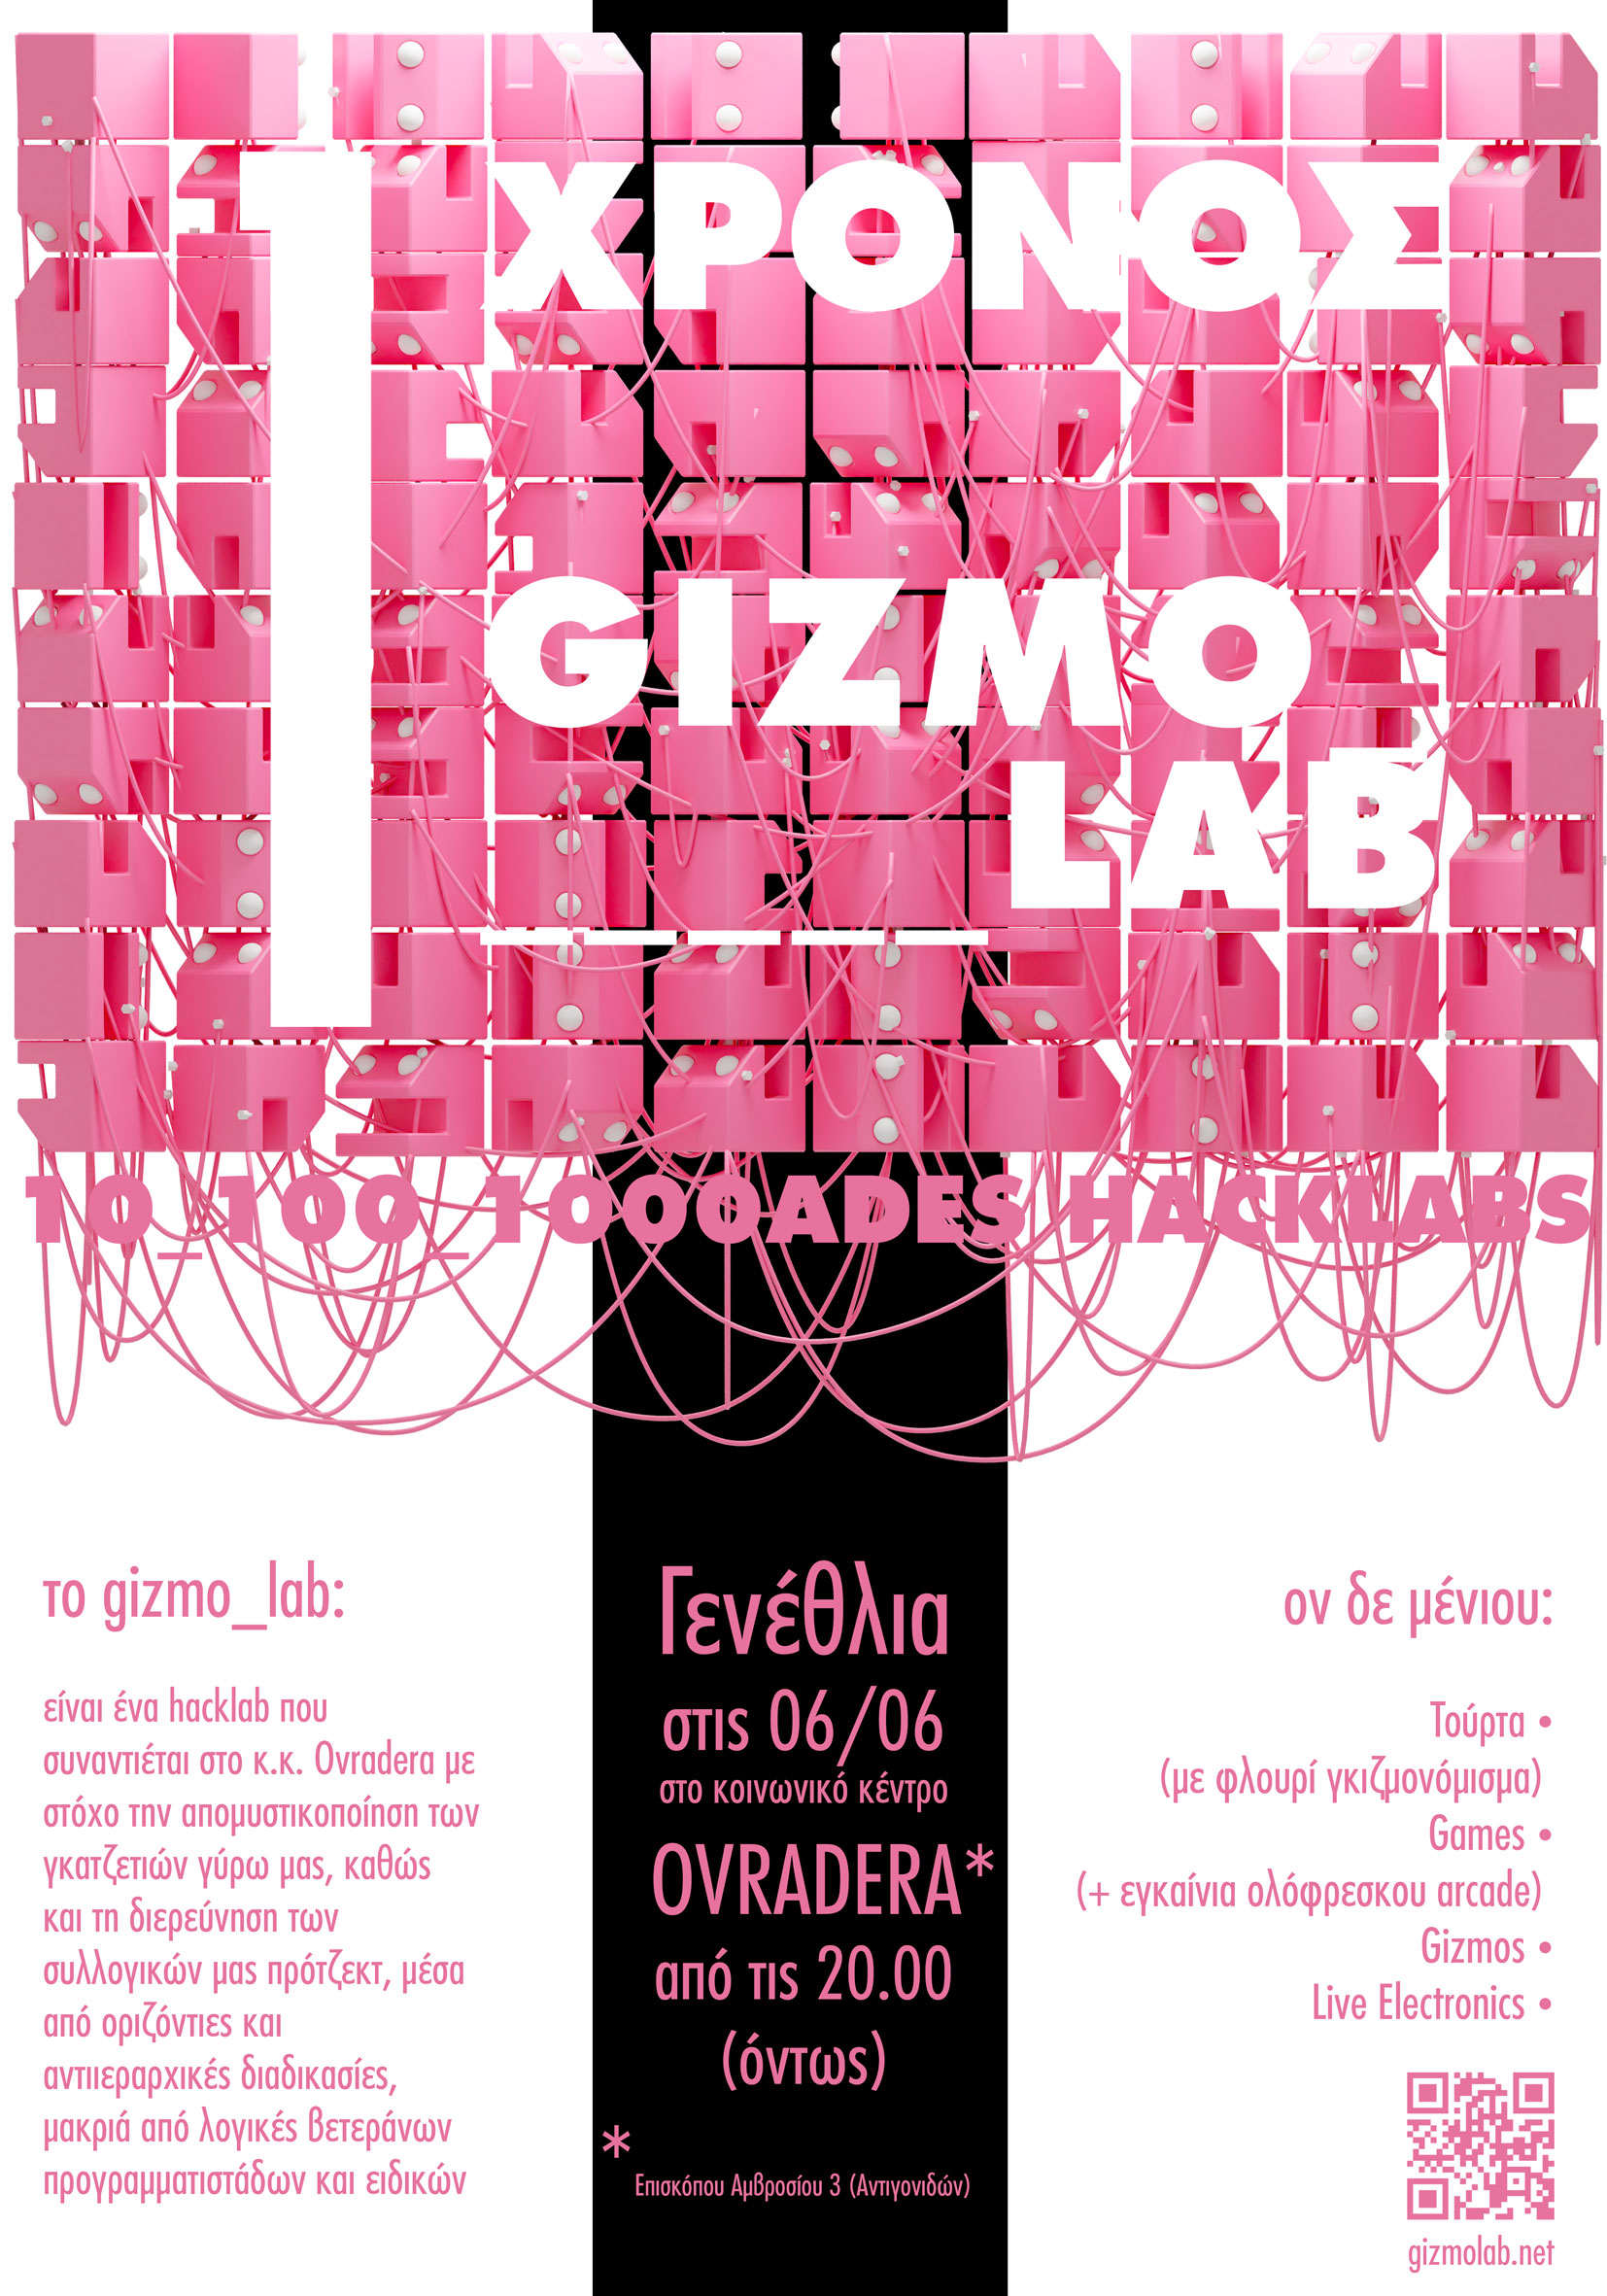 1 ΧΡΟΝΟΣ
GIZMO
_____LAB
10_100_1000ADES HACKLABS
το gizmo_lab:
είναι ένα hacklab που
συναντιέται στο κ.κ. Ovradera με
στόχο την απομυστικοποίηση των
γκατζετιών γύρω μας, καθώς
και τη διερεύνηση των
συλλογικών μας πρότζεκτ, μέσα
από οριζόντιες και
αντιιεραρχικές διαδικασίες,
μακριά από λογικές βετεράνων
προγραμματιστάδων και ειδικών
Γενέθλια
στις 06/06
στο κοινωνικό κέντρο
OVRADERA*
από τις 20.00
(όντως)
*
Επισκόπου Αμβροσίου 3 (Αντιγονιδών)
ον δε μένιου:
Τούρτα •
(με φλουρί γκιζμονόμισμα)
Games •
(+ εγκαίνια ολόφρεσκου arcade)
Gizmos •
Live Electronics •
gizmolab.net